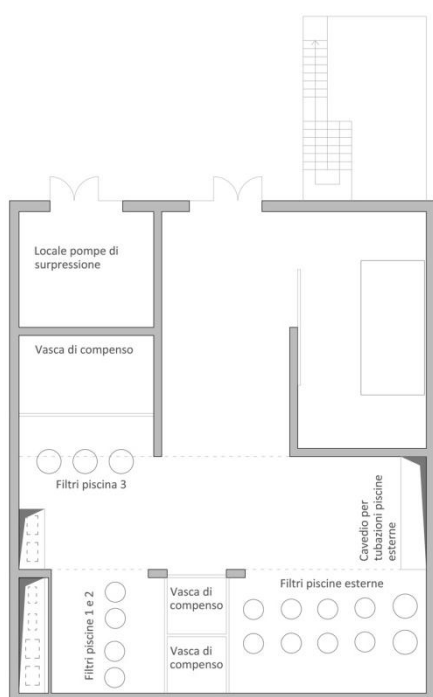 Locale pompe di
surpressione
Vasca di compenso
Filtri piscina 3
Cavedio per
tubazioni piscine
esterne
Filtri piscine 1 e 2
Vasca di
compenso
Vasca di
compenso
Filtri piscine esterne